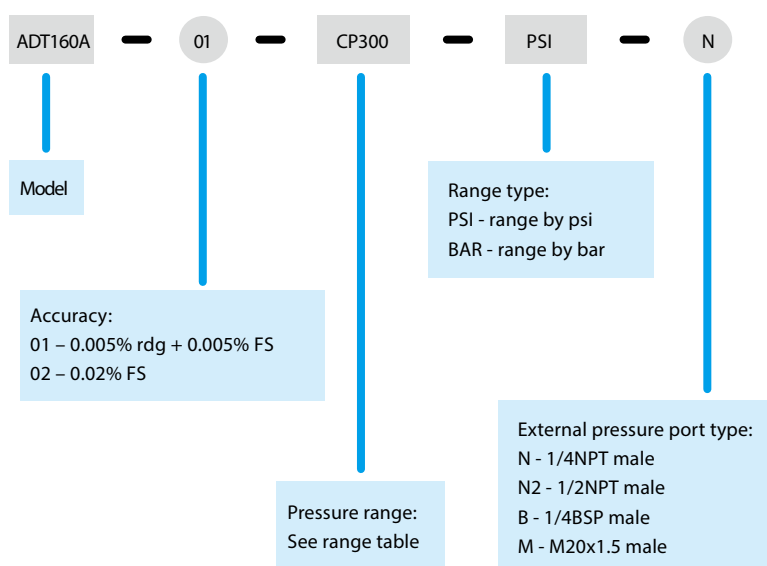 ADT160A — 01 — CP300 — PSI — N
Model
Range type:
PSI - range by psi
BAR - range by bar
Accuracy:
01 – 0.005% rdg + 0.005% FS
02 – 0.02% FS
External pressure port type:
N - 1/4NPT male
N2 - 1/2NPT male
B - 1/4BSP male
M - M20x1.5 male
Pressure range:
See range table